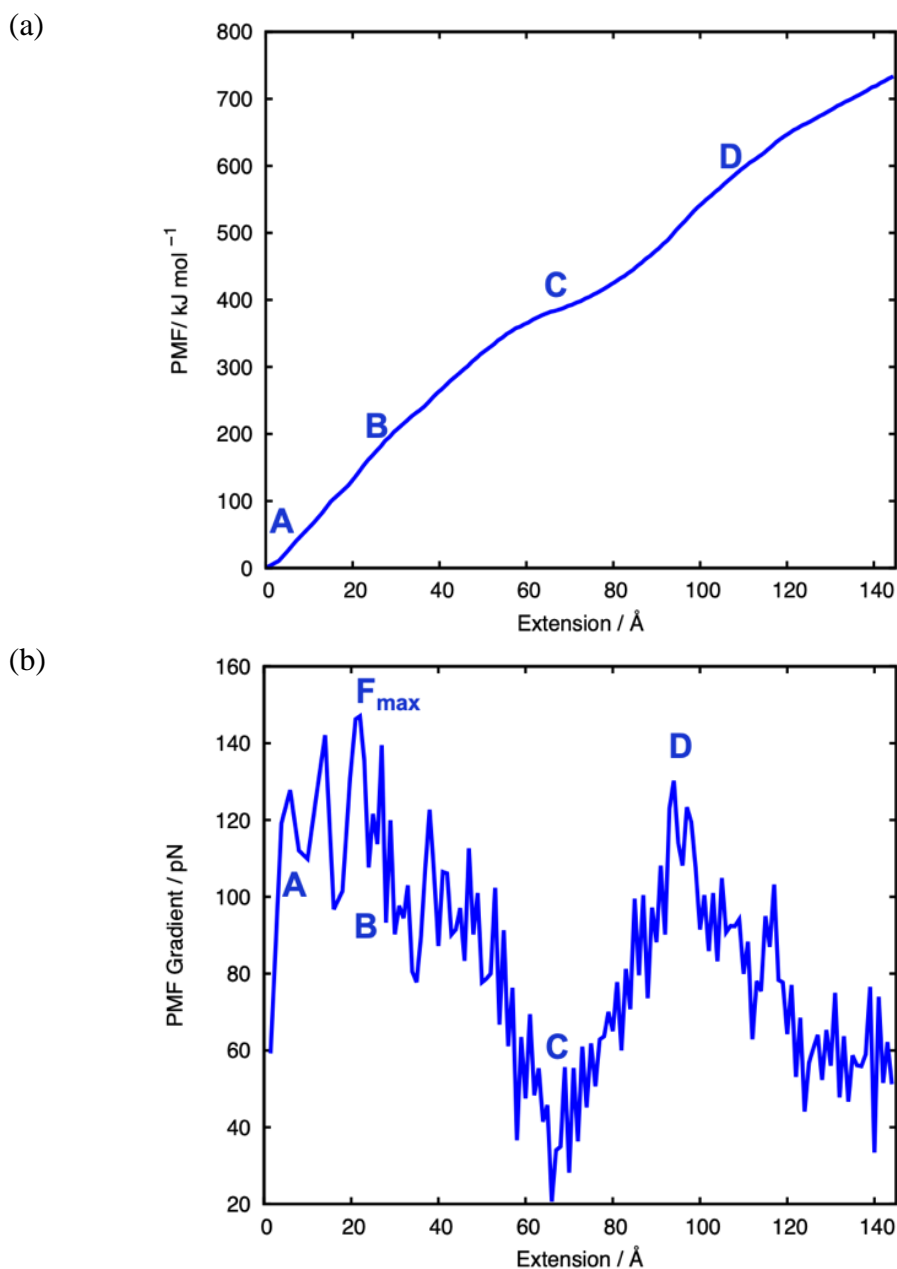 (a)
800
700
600
500
400
300
200
100
0
PMF/ kJ mol −1
A
B
C
D
0 20 40 60 80 100 120 140
Extension / Å
(b)
160
140
120
100
80
60
40
20
PMF Gradient / pN
Fmax
A
B
C
D
0 20 40 60 80 100 120 140
Extension / Å